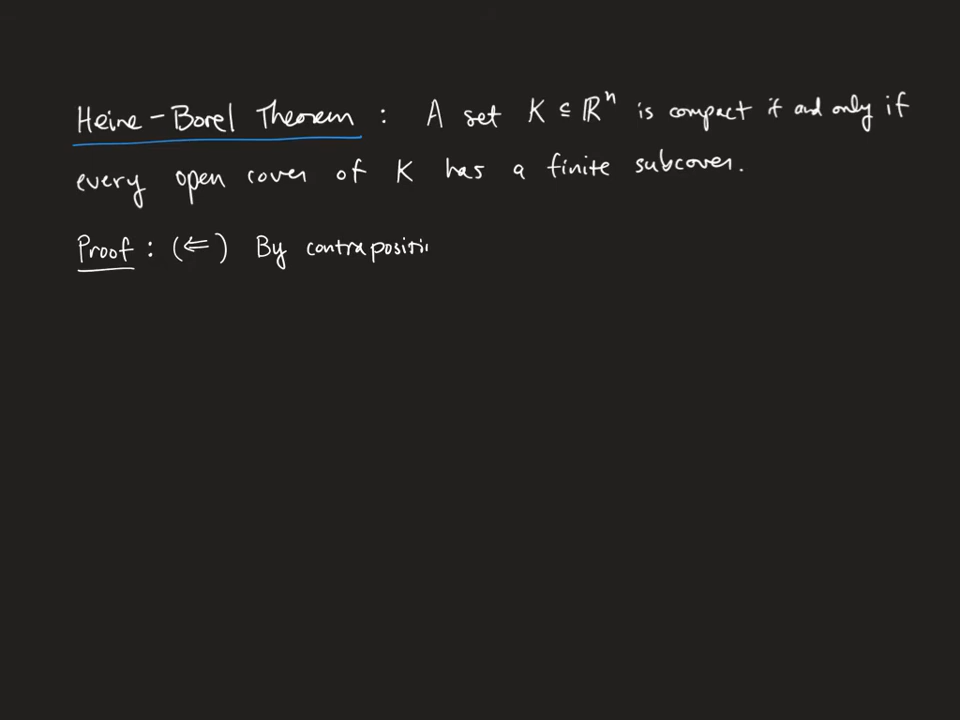 Heine-Borel Theorem : A set K ⊆ ℝⁿ is compact if and only if
every open cover of K has a finite subcover.
Proof : (⇐) By contrapositi